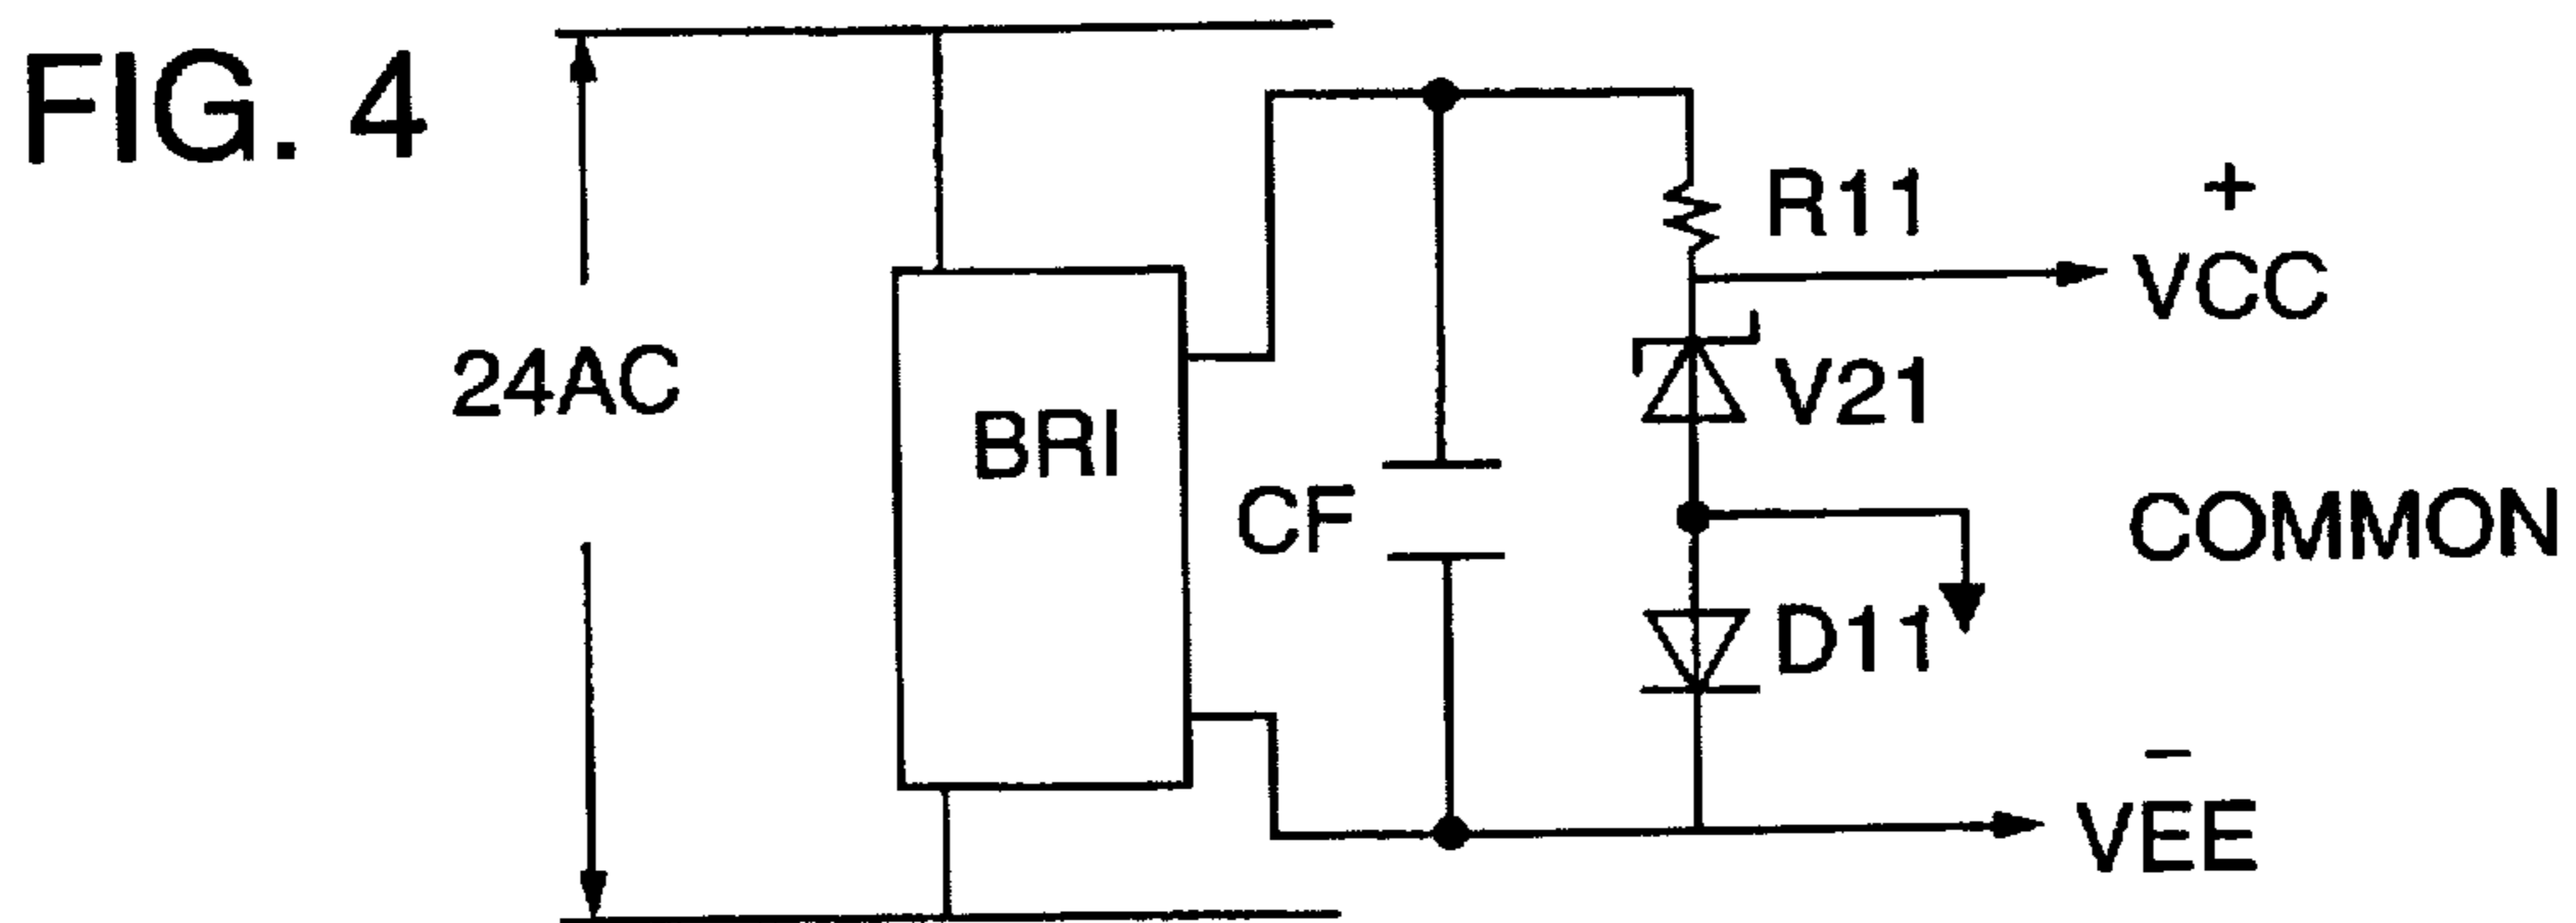 FIG. 4
24AC
BRI
CF
R11
+
VCC
V21
COMMON
D11
−
VEE